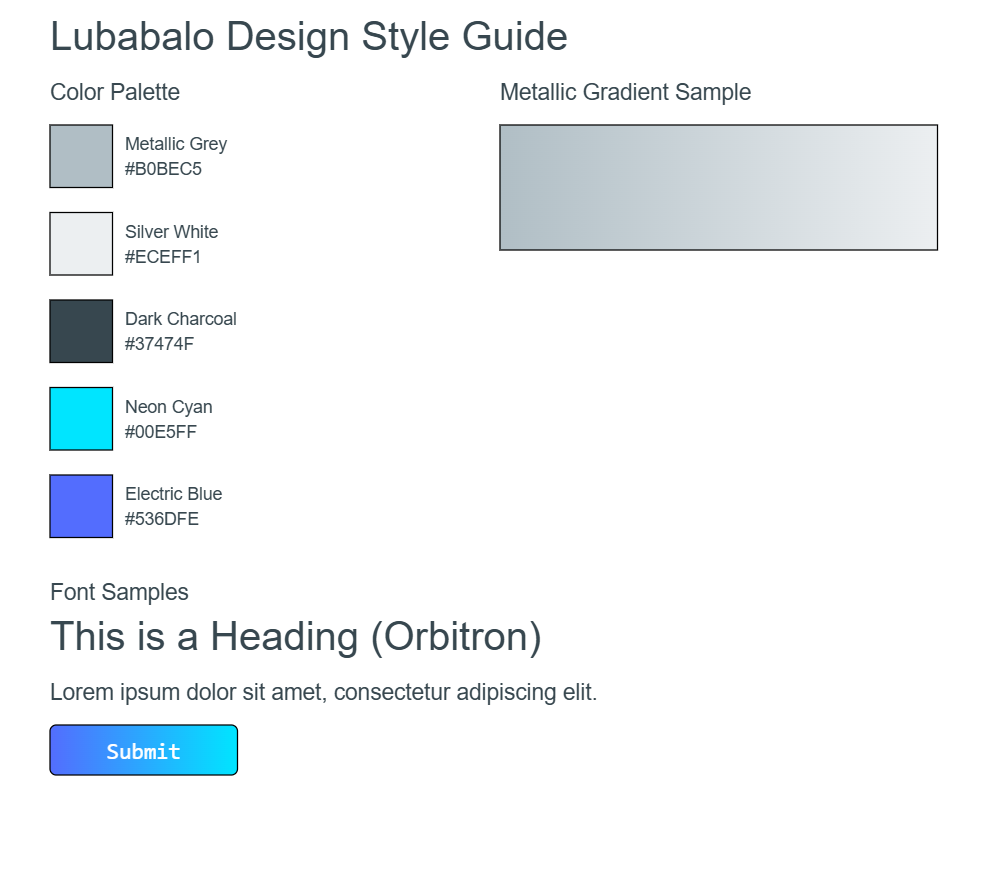 Lubabalo Design Style Guide
Color Palette
Metallic Gradient Sample
Metallic Grey
#B0BEC5
Silver White
#ECEFF1
Dark Charcoal
#37474F
Neon Cyan
#00E5FF
Electric Blue
#536DFE
Font Samples
This is a Heading (Orbitron)
Lorem ipsum dolor sit amet, consectetur adipiscing elit.
Submit